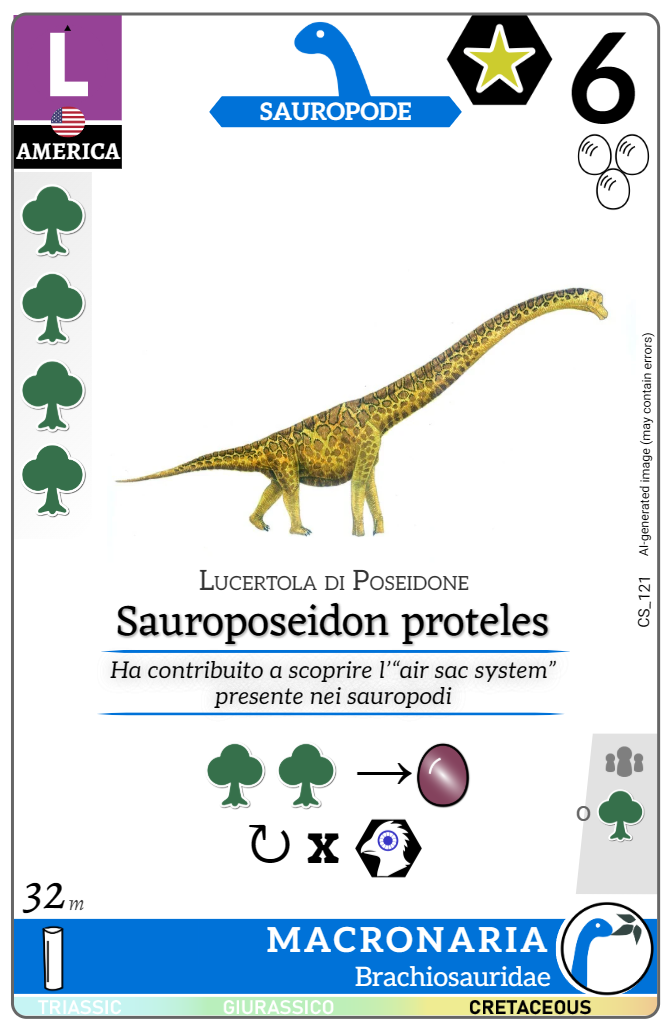 L
AMERICA
SAUROPODE
6
AI-generated image (may contain errors)
CS_121
Lucertola di Poseidone
Sauroposeidon proteles
Ha contribuito a scoprire l'“air sac system”
presente nei sauropodi
x
O
32 m
MACRONARIA
Brachiosauridae
TRIASSIC GIURASSICO CRETACEOUS